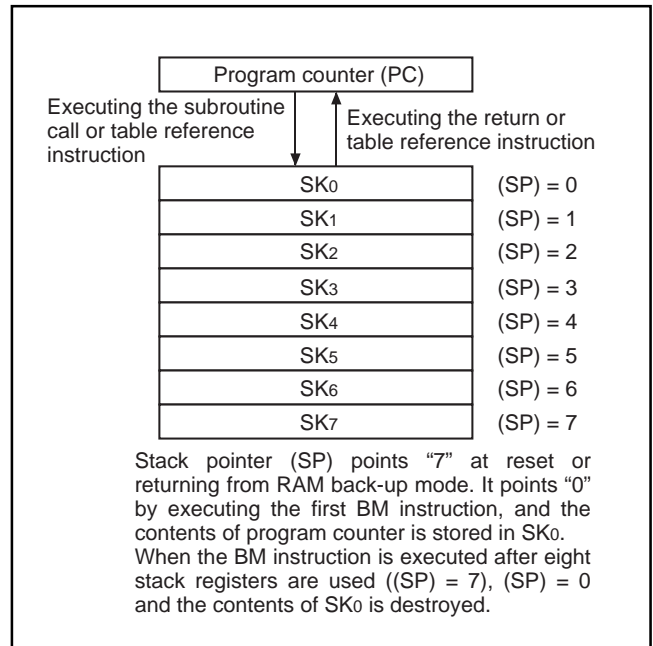 Program counter (PC)
Executing the subroutine
call or table reference
instruction
Executing the return or
table reference instruction
SK0 (SP) = 0
SK1 (SP) = 1
SK2 (SP) = 2
SK3 (SP) = 3
SK4 (SP) = 4
SK5 (SP) = 5
SK6 (SP) = 6
SK7 (SP) = 7
Stack pointer (SP) points “7” at reset or
returning from RAM back-up mode. It points “0”
by executing the first BM instruction, and the
contents of program counter is stored in SK0.
When the BM instruction is executed after eight
stack registers are used ((SP) = 7), (SP) = 0
and the contents of SK0 is destroyed.